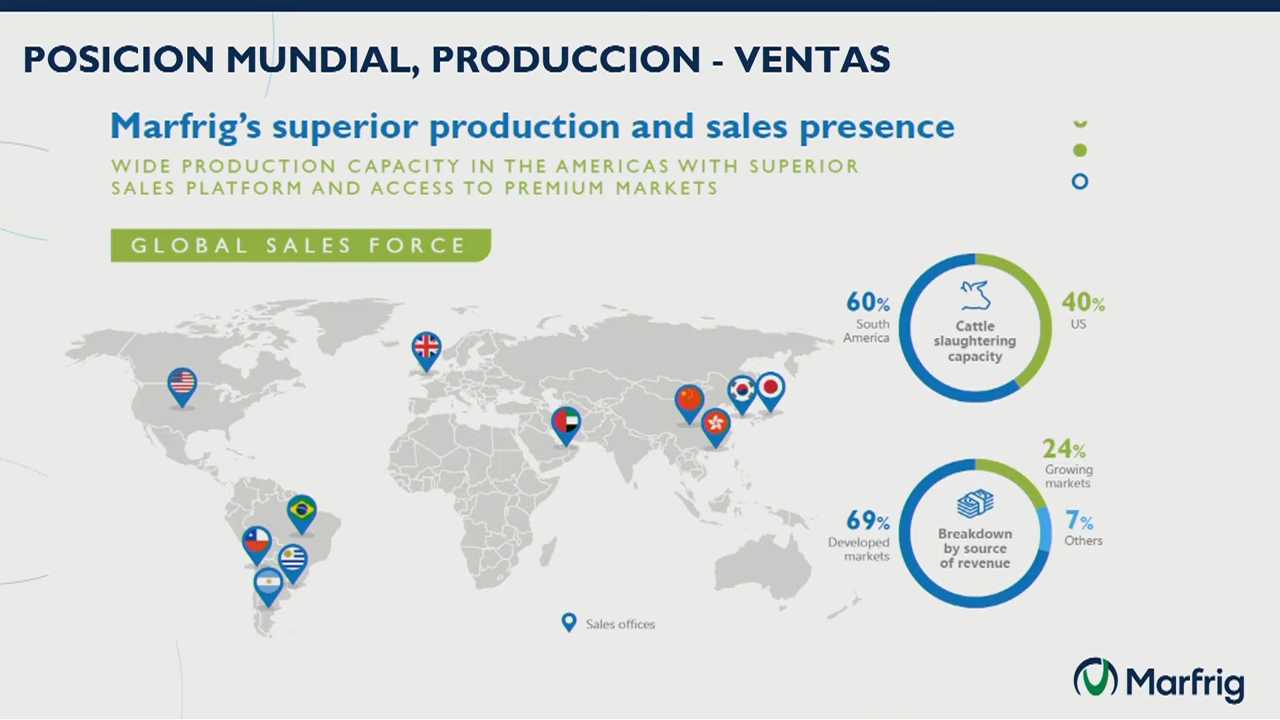 POSICION MUNDIAL, PRODUCCION - VENTAS
Marfrig's superior production and sales presence
WIDE PRODUCTION CAPACITY IN THE AMERICAS WITH SUPERIOR
SALES PLATFORM AND ACCESS TO PREMIUM MARKETS
GLOBAL SALES FORCE
60%
South
America
Cattle
slaughtering
capacity
40%
US
69%
Developed
markets
Breakdown
by source
of revenue
24%
Growing
markets
7%
Others
Sales offices
Marfrig